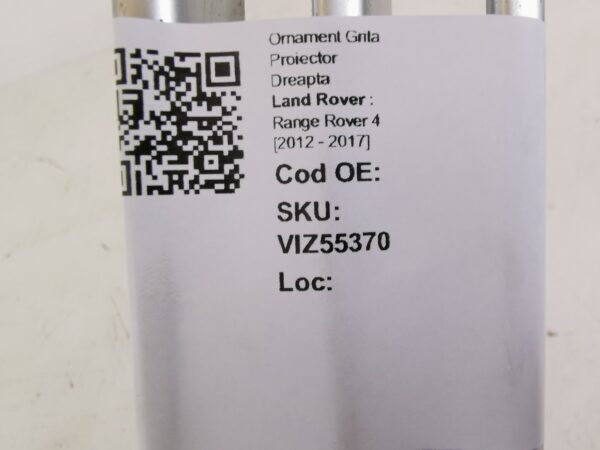 Ornament Grila
Proiector
Dreapta
Land Rover :
Range Rover 4
[2012 - 2017]
Cod OE:
SKU:
VIZ55370
Loc: